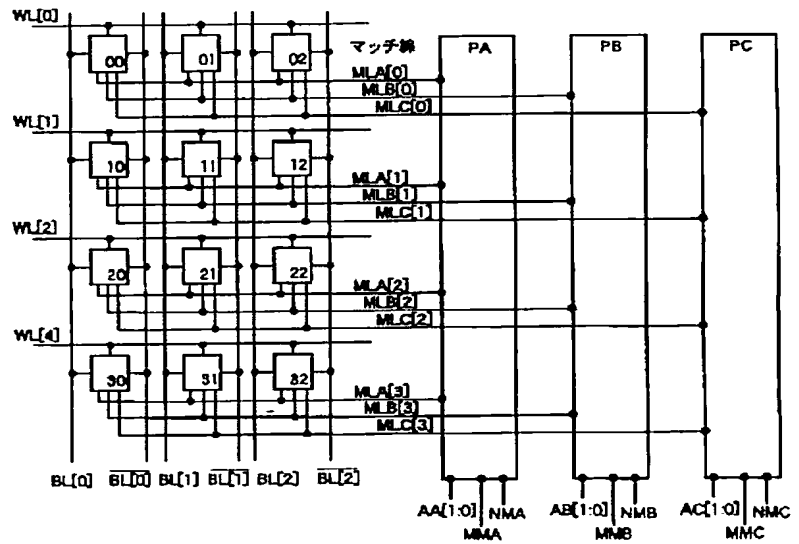 WL[0]
00
01
02
マッチ線
PA
PB
PC
MLA[0]
MLB[0]
MLC[0]
WL[1]
10
11
12
MLA[1]
MLB[1]
MLC[1]
WL[2]
20
21
22
MLA[2]
MLB[2]
MLC[2]
WL[4]
30
31
32
MLA[3]
MLB[3]
MLC[3]
BL[0] BL[0] BL[1] BL[1] BL[2] BL[2]
AA[1:0] NMA AB[1:0] NMB AC[1:0] NMC
MMA MMB MMC